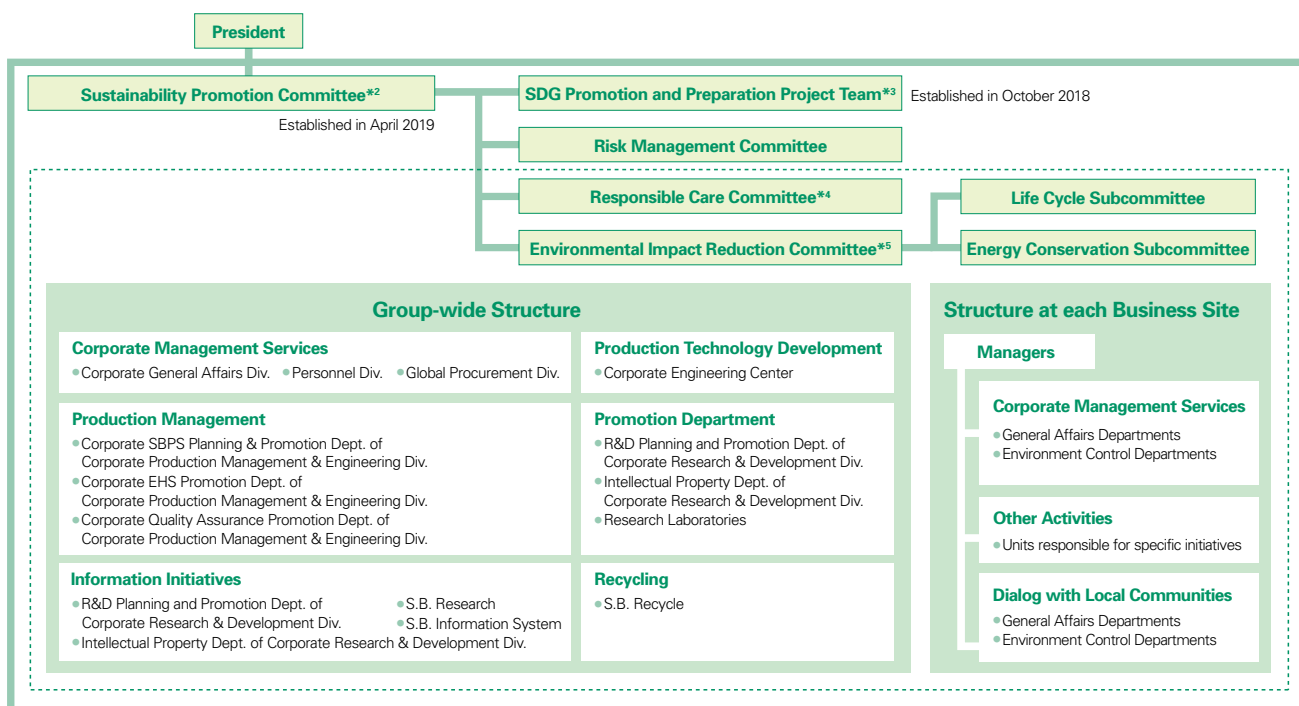 President
Sustainability Promotion Committee*2
Established in April 2019
SDG Promotion and Preparation Project Team*3
Established in October 2018
Risk Management Committee
Responsible Care Committee*4
Environmental Impact Reduction Committee*5
Life Cycle Subcommittee
Energy Conservation Subcommittee
Group-wide Structure
Corporate Management Services
● Corporate General Affairs Div. ● Personnel Div. ● Global Procurement Div.
Production Technology Development
● Corporate Engineering Center
Production Management
● Corporate SBPS Planning & Promotion Dept. of
Corporate Production Management & Engineering Div.
● Corporate EHS Promotion Dept. of
Corporate Production Management & Engineering Div.
● Corporate Quality Assurance Promotion Dept. of
Corporate Production Management & Engineering Div.
Promotion Department
● R&D Planning and Promotion Dept. of
Corporate Research & Development Div.
● Intellectual Property Dept. of
Corporate Research & Development Div.
● Research Laboratories
Information Initiatives
● R&D Planning and Promotion Dept. of
Corporate Research & Development Div.
● S.B. Research
● S.B. Information System
● Intellectual Property Dept. of Corporate Research & Development Div.
Recycling
● S.B. Recycle
Structure at each Business Site
Managers
Corporate Management Services
● General Affairs Departments
● Environment Control Departments
Other Activities
● Units responsible for specific initiatives
Dialog with Local Communities
● General Affairs Departments
● Environment Control Departments